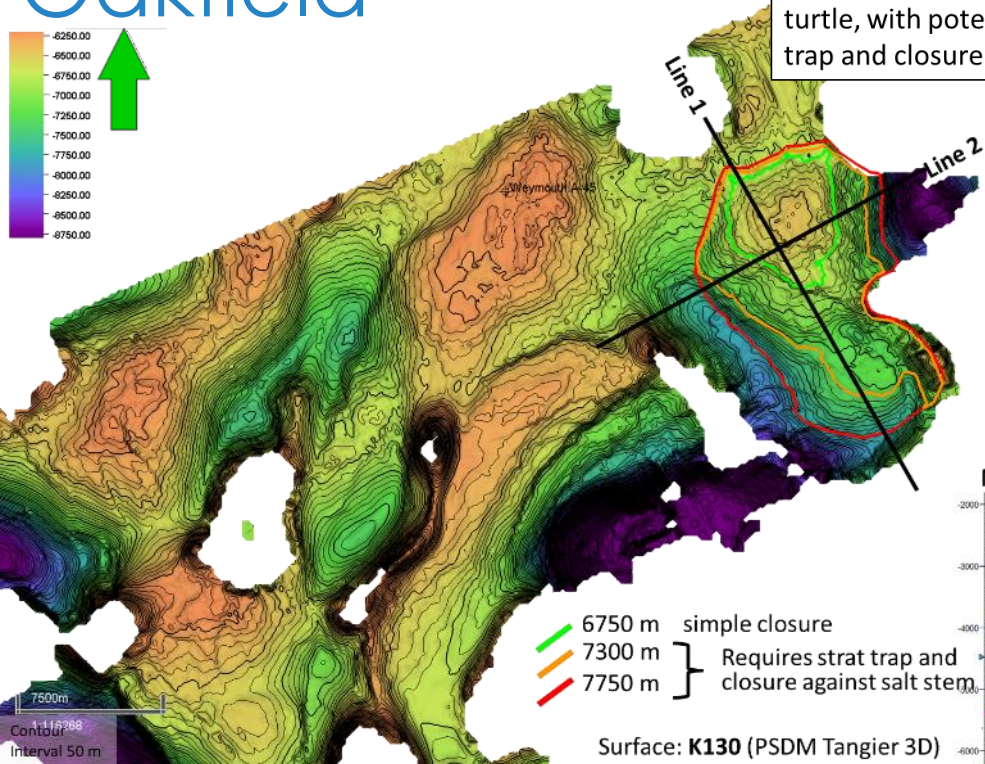 Oakfield
turtle, with pote
trap and closure
-6250.00
-6500.00
-6750.00
-7000.00
-7250.00
-7500.00
-7750.00
-8000.00
-8250.00
-8500.00
-8750.00
Line 1
Line 2
Weymouth A-45
6750 m simple closure
7300 m
7750 m
Requires strat trap and
closure against salt stem
7500m
1:116268
Contour
Interval 50 m
Surface: K130 (PSDM Tangier 3D)
-2000
-3000
-4000
-5000
-6000